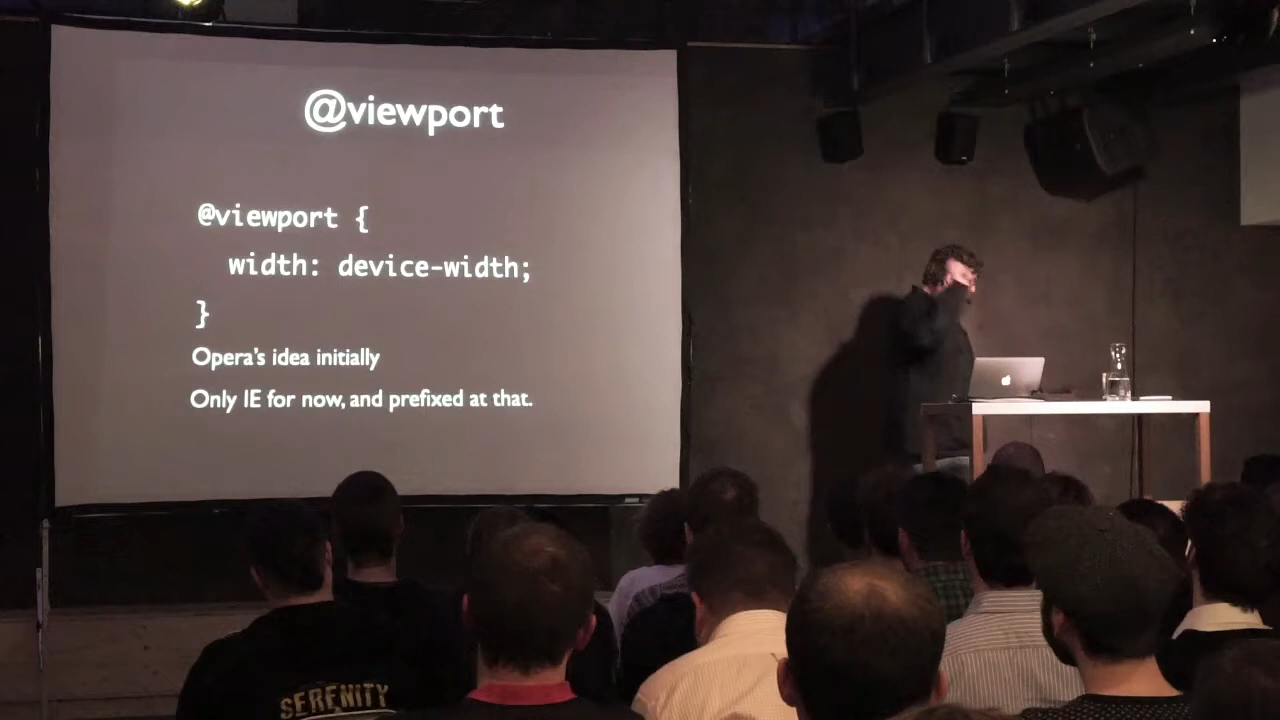 @viewport
@viewport {
width: device-width;
}
Opera's idea initially
Only IE for now, and prefixed at that.
SERENITY